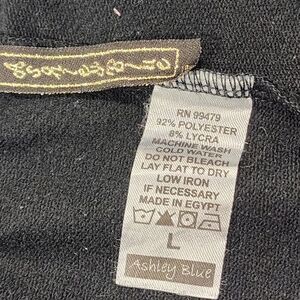 RN 99479
92% POLYESTER
8% LYCRA
MACHINE WASH
COLD WATER
DO NOT BLEACH
LAY FLAT TO DRY
LOW IRON
IF NECESSARY
MADE IN EGYPT
L
Ashley Blue